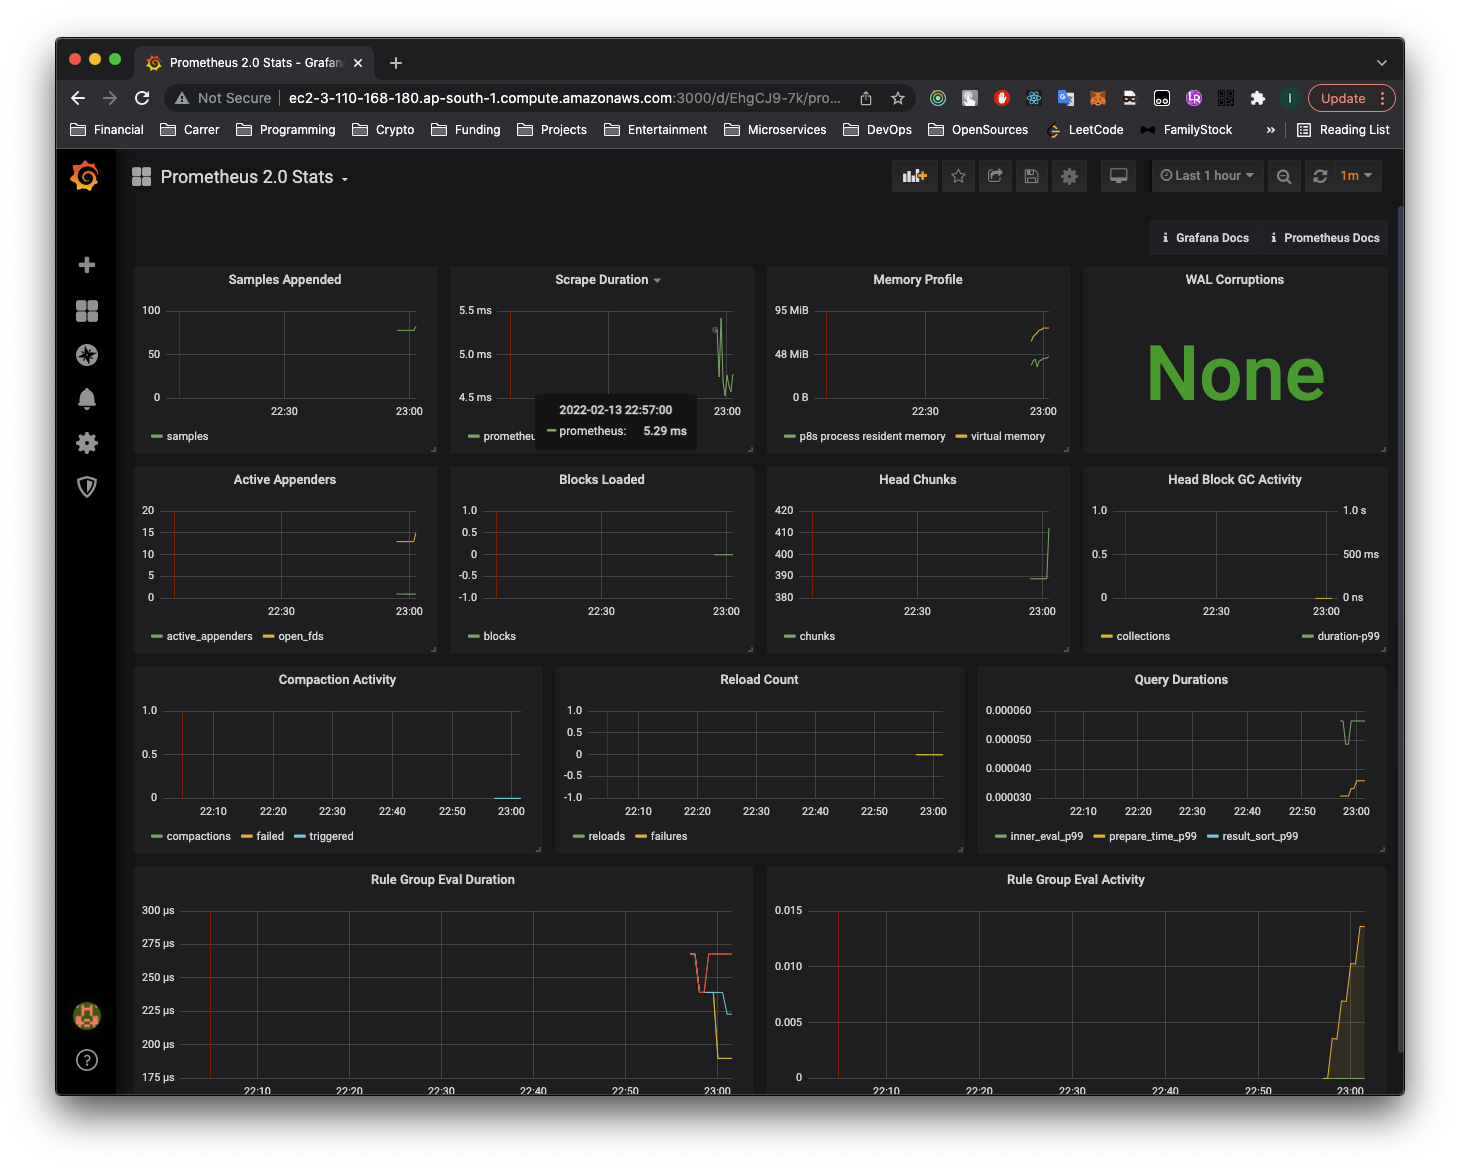 Prometheus 2.0 Stats - Grafan
Not Secure | ec2-3-110-168-180.ap-south-1.compute.amazonaws.com:3000/d/EhgCJ9-7k/pro...
I
Update
Financial Carrer Programming Crypto Funding Projects Entertainment Microservices DevOps OpenSources LeetCode FamilyStock » Reading List
Prometheus 2.0 Stats
Last 1 hour
1m
Grafana Docs Prometheus Docs
Samples Appended
100
50
0
22:30 23:00
samples
Scrape Duration
5.5 ms
5.0 ms
4.5 ms
23:00
2022-02-13 22:57:00
prometheus: 5.29 ms
prometheu
Memory Profile
95 MiB
48 MiB
0 B
22:30 23:00
p8s process resident memory virtual memory
WAL Corruptions
None
Active Appenders
20
15
10
5
0
22:30 23:00
active_appenders open_fds
Blocks Loaded
1.0
0.5
0
-0.5
-1.0
22:30 23:00
blocks
Head Chunks
420
410
400
390
380
22:30 23:00
chunks
Head Block GC Activity
1.0 1.0 s
0.5 500 ms
0 0 ns
22:30 23:00
collections duration-p99
Compaction Activity
1.0
0.5
0
22:10 22:20 22:30 22:40 22:50 23:00
compactions failed triggered
Reload Count
1.0
0.5
0
-0.5
-1.0
22:10 22:20 22:30 22:40 22:50 23:00
reloads failures
Query Durations
0.000060
0.000050
0.000040
0.000030
22:10 22:20 22:30 22:40 22:50 23:00
inner_eval_p99 prepare_time_p99 result_sort_p99
Rule Group Eval Duration
300 µs
275 µs
250 µs
225 µs
200 µs
175 µs
22:10 22:20 22:30 22:40 22:50 23:00
Rule Group Eval Activity
0.015
0.010
0.005
0
22:10 22:20 22:30 22:40 22:50 23:00